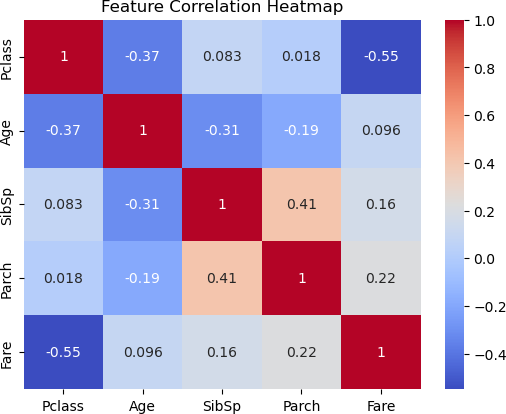 Feature Correlation Heatmap
Pclass 1 -0.37 0.083 0.018 -0.55
Age -0.37 1 -0.31 -0.19 0.096
SibSp 0.083 -0.31 1 0.41 0.16
Parch 0.018 -0.19 0.41 1 0.22
Fare -0.55 0.096 0.16 0.22 1
Pclass Age SibSp Parch Fare
1.0
0.8
0.6
0.4
0.2
0.0
−0.2
−0.4